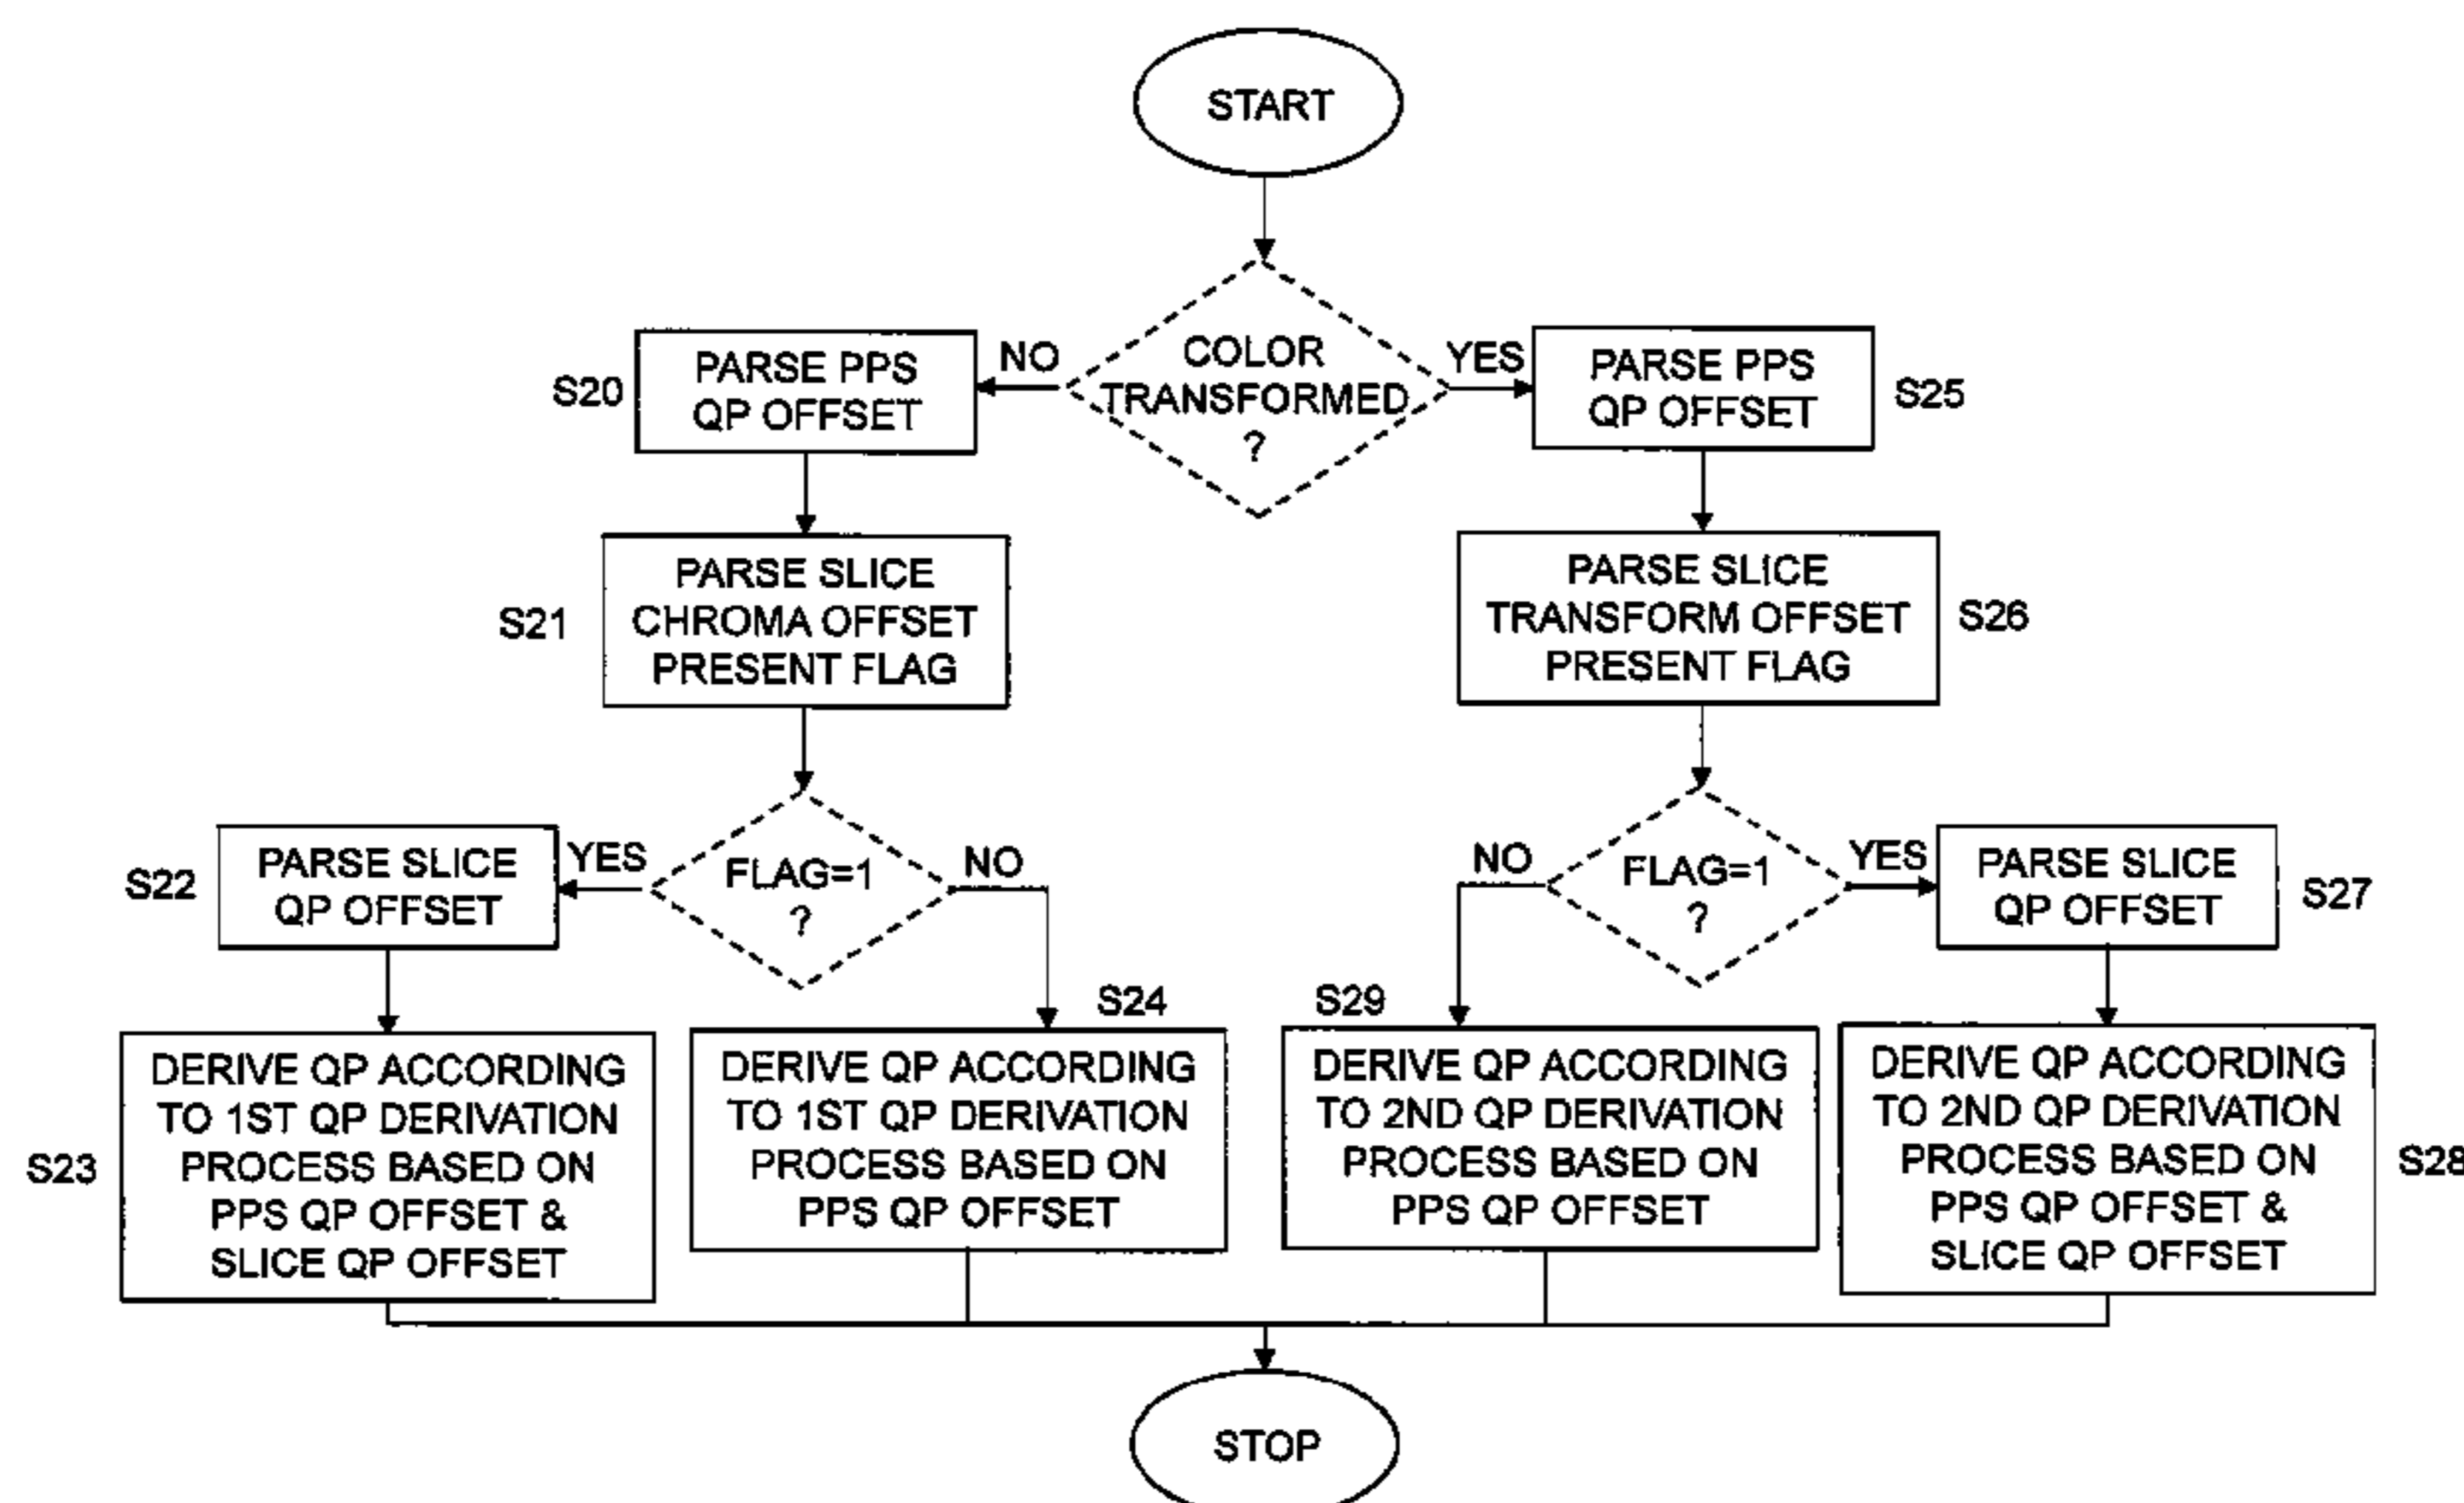 START
COLOR
TRANSFORMED
?
NO
YES
S20
PARSE PPS
QP OFFSET
PARSE PPS
QP OFFSET
S25
S21
PARSE SLICE
CHROMA OFFSET
PRESENT FLAG
PARSE SLICE
TRANSFORM OFFSET
PRESENT FLAG
S26
S22
PARSE SLICE
QP OFFSET
YES
FLAG=1
?
NO
NO
FLAG=1
?
YES
PARSE SLICE
QP OFFSET
S27
S23
DERIVE QP ACCORDING
TO 1ST QP DERIVATION
PROCESS BASED ON
PPS QP OFFSET &
SLICE QP OFFSET
S24
DERIVE QP ACCORDING
TO 1ST QP DERIVATION
PROCESS BASED ON
PPS QP OFFSET
S29
DERIVE QP ACCORDING
TO 2ND QP DERIVATION
PROCESS BASED ON
PPS QP OFFSET
DERIVE QP ACCORDING
TO 2ND QP DERIVATION
PROCESS BASED ON
PPS QP OFFSET &
SLICE QP OFFSET
S28
STOP